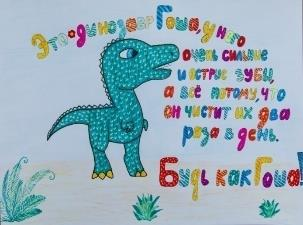 Это-динозавр Гоша, у него
очень сильные
и острые зубы,
а всё потому, что
он чистит их два
раза в день.
Будь как Гоша!